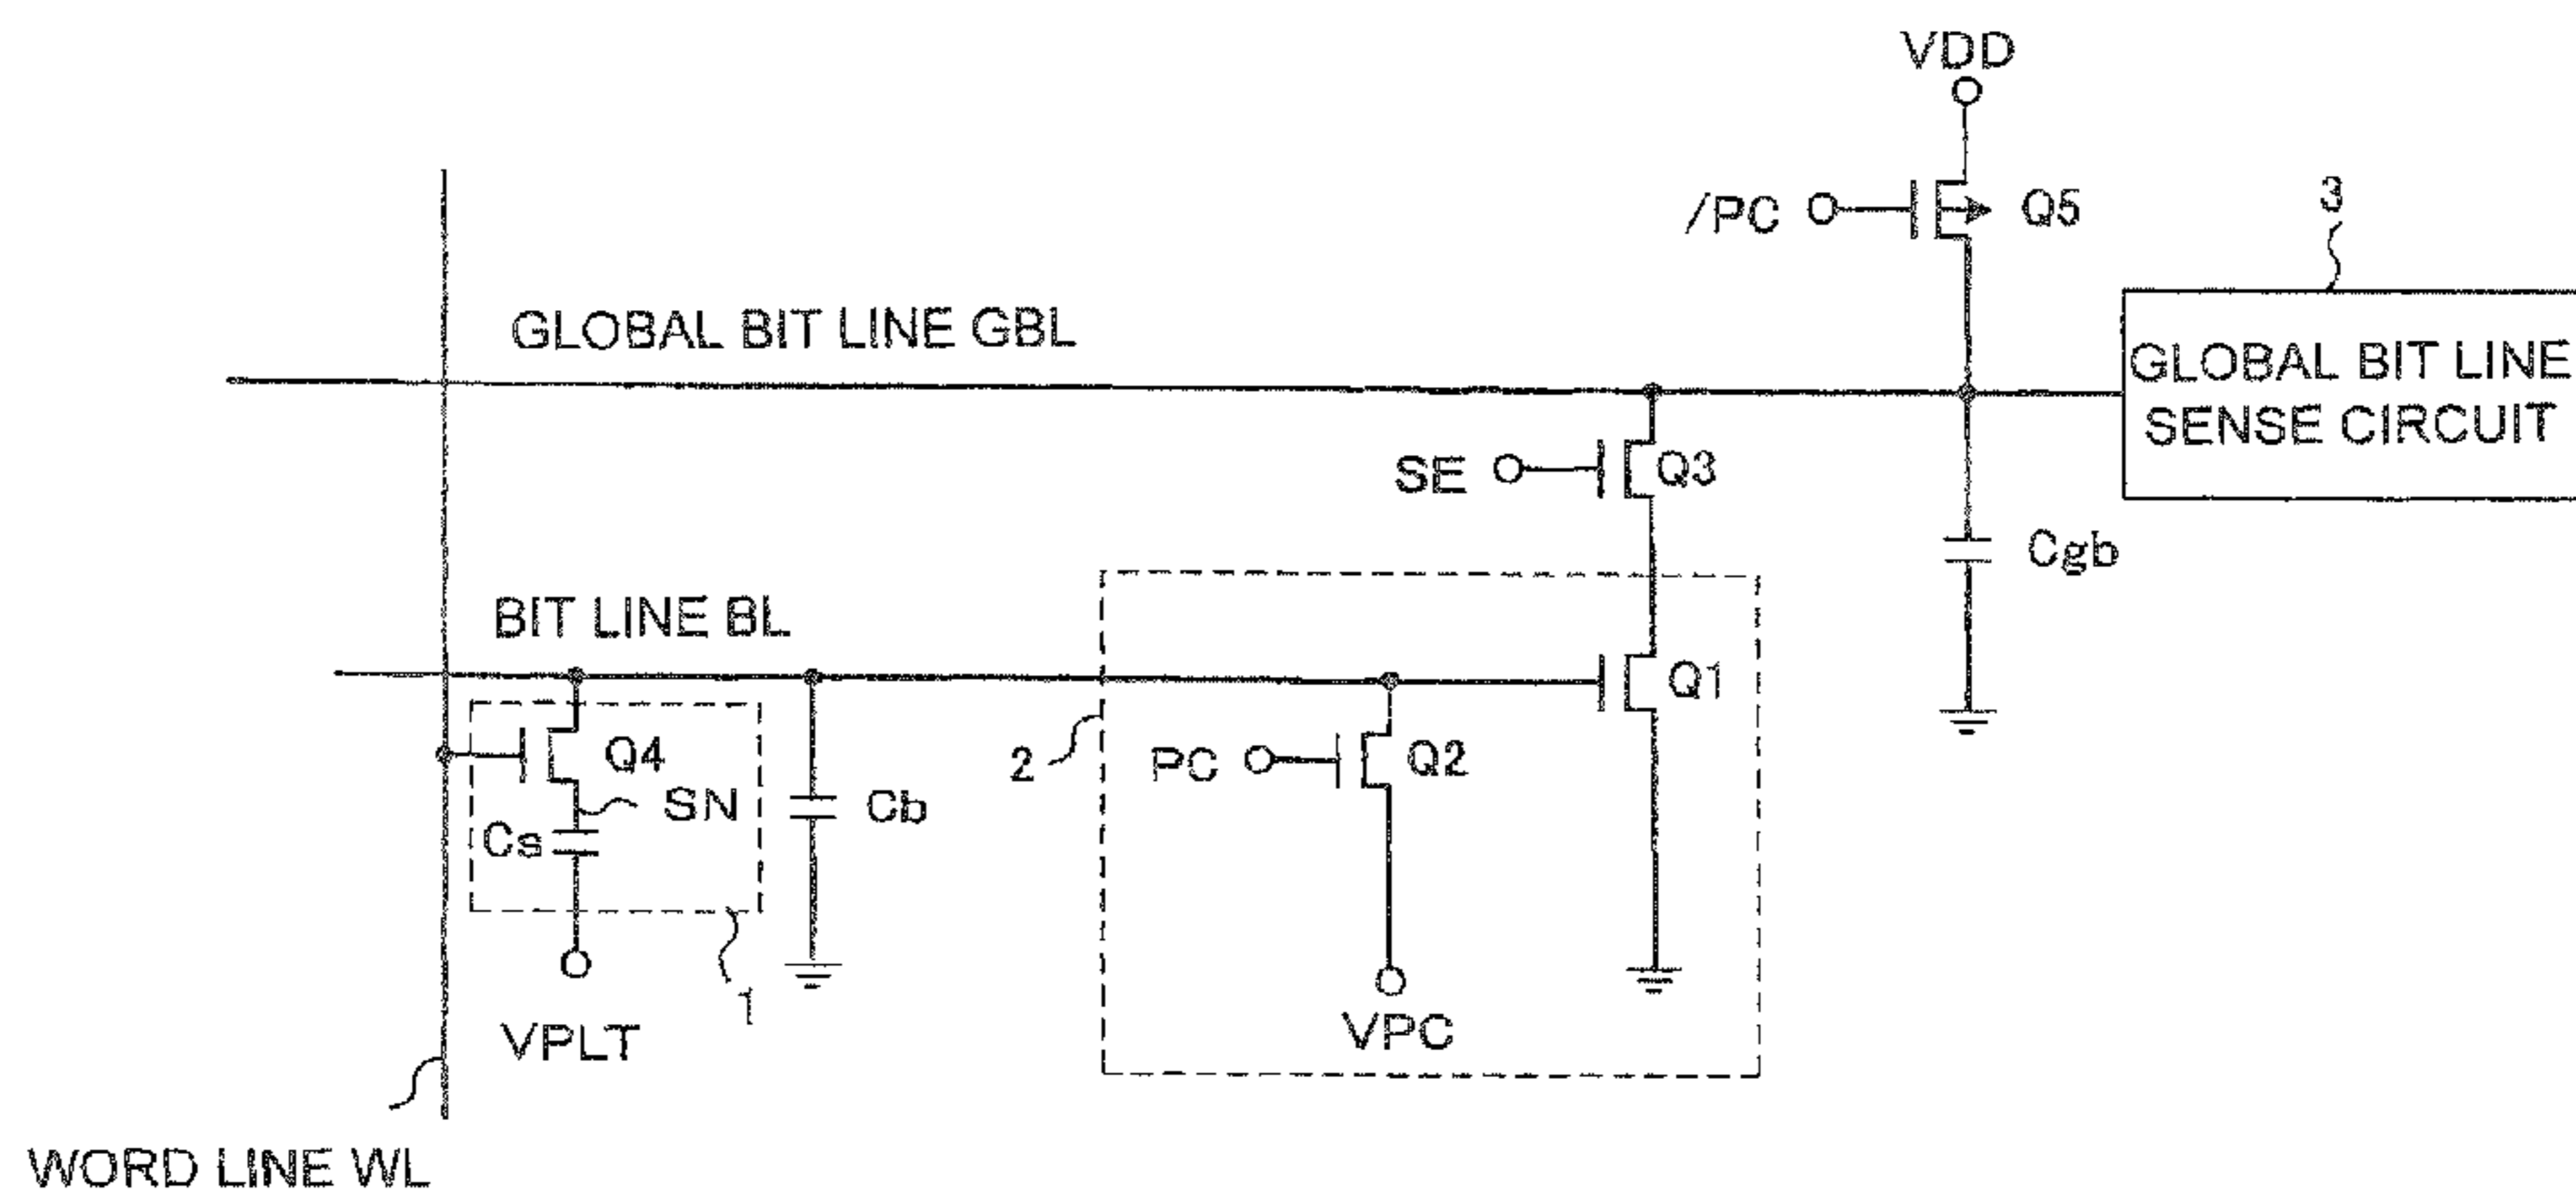 VDD
/PC
Q5
3
GLOBAL BIT LINE GBL
GLOBAL BIT LINE
SENSE CIRCUIT
SE
Q3
Cgb
BIT LINE BL
Q1
Q4
2
PC
Q2
SN
Cb
Cs
1
VPLT
VPC
WORD LINE WL